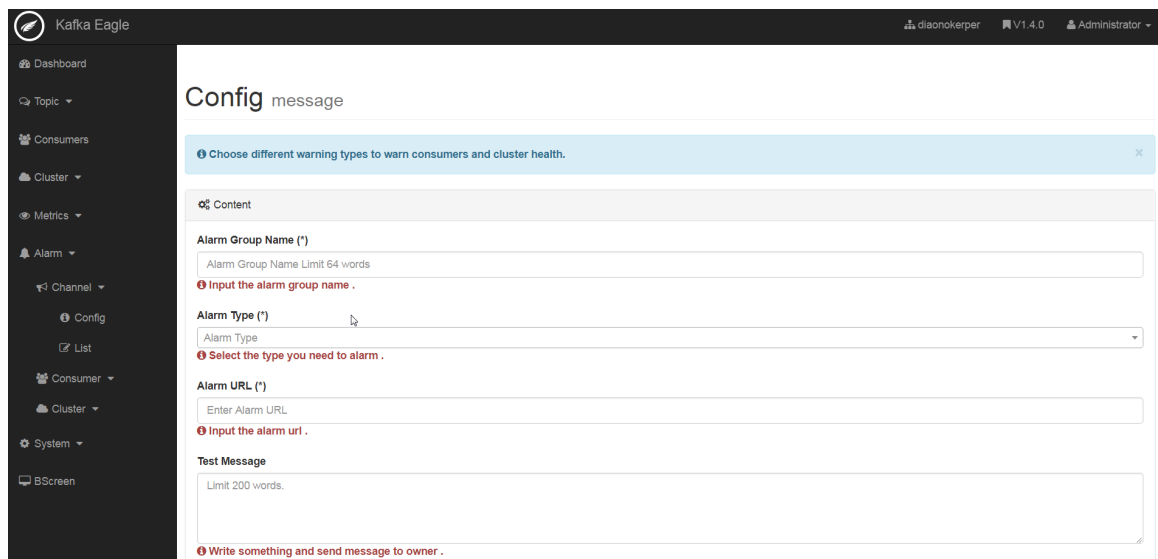 Kafka Eagle
diaonokerper V1.4.0 Administrator
Dashboard
Topic
Consumers
Cluster
Metrics
Alarm
Channel
Config
List
Consumer
Cluster
System
BScreen
Config message
Choose different warning types to warn consumers and cluster health. ×
Content
Alarm Group Name (*)
Alarm Group Name Limit 64 words
Input the alarm group name .
Alarm Type (*)
Alarm Type
Select the type you need to alarm .
Alarm URL (*)
Enter Alarm URL
Input the alarm url .
Test Message
Limit 200 words.
Write something and send message to owner .